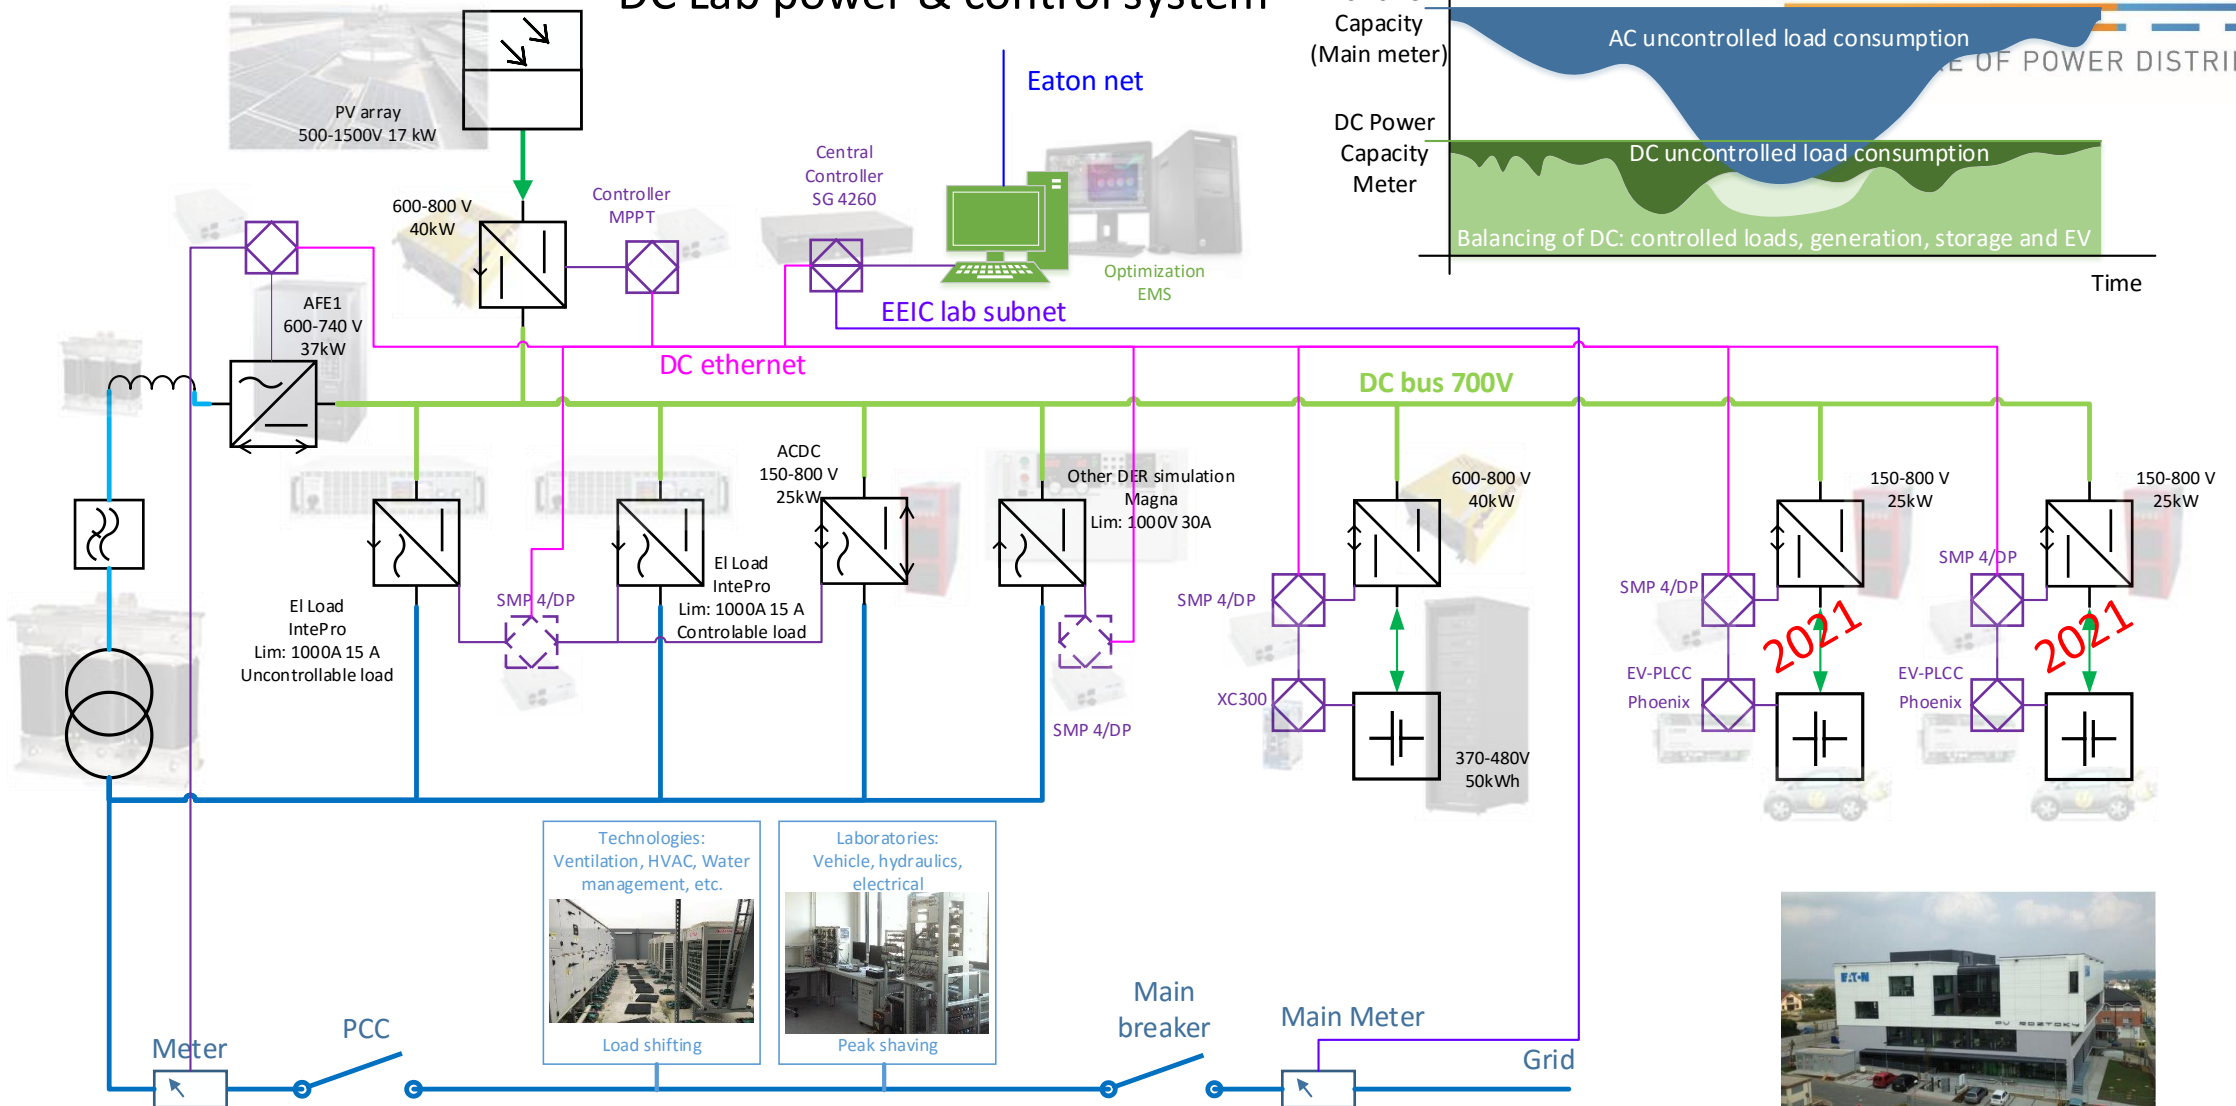 DC Lab power & control system
Capacity
(Main meter)
AC uncontrolled load consumption
OF POWER DISTRI
DC Power
Capacity
Meter
DC uncontrolled load consumption
Balancing of DC: controlled loads, generation, storage and EV
Time
PV array
500-1500V 17 kW
Eaton net
Central
Controller
SG 4260
Controller
MPPT
600-800 V
40kW
Optimization
EMS
EEIC lab subnet
AFE1
600-740 V
37kW
DC ethernet
DC bus 700V
ACDC
150-800 V
25kW
Other DER simulation
Magna
Lim: 1000V 30A
600-800 V
40kW
150-800 V
25kW
150-800 V
25kW
El Load
IntePro
Lim: 1000A 15 A
Uncontrollable load
SMP 4/DP
El Load
IntePro
Lim: 1000A 15 A
Controlable load
SMP 4/DP
SMP 4/DP
XC300
370-480V
50kWh
SMP 4/DP
EV-PLCC
Phoenix
2021
SMP 4/DP
EV-PLCC
Phoenix
2021
Technologies:
Ventilation, HVAC, Water
management, etc.
Load shifting
Laboratories:
Vehicle, hydraulics,
electrical
Peak shaving
Meter
PCC
Main
breaker
Main Meter
Grid
EATON